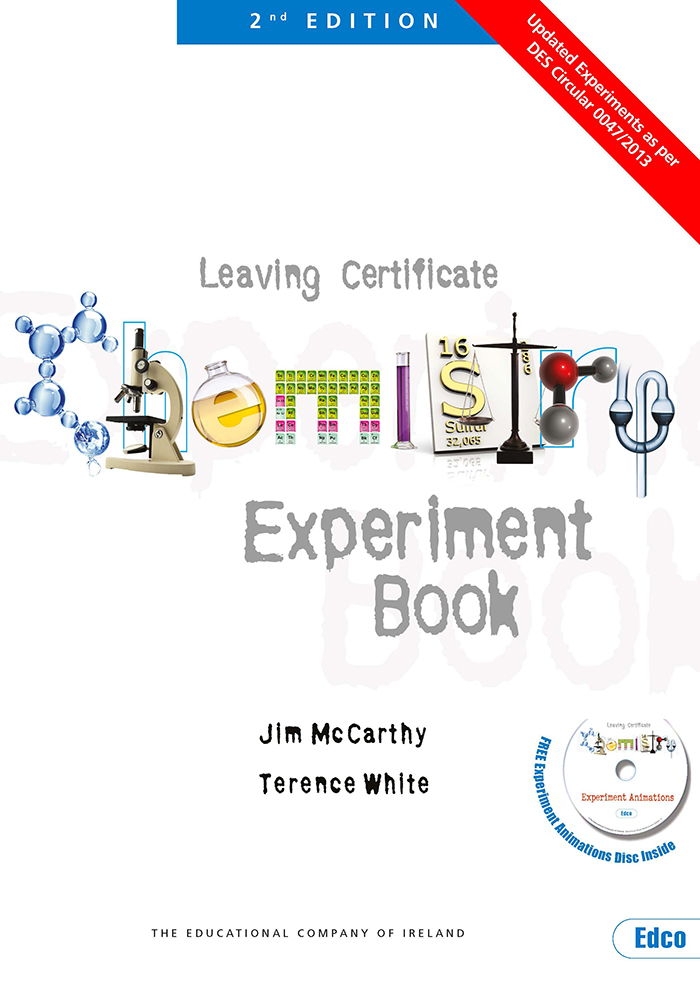 2nd EDITION
Updated Experiments as per
DES Circular 0047/2013
Leaving Certificate
Chemistry
16
S
Sulfur
32,065
Experiment
Book
Jim McCarthy
Terence White
Leaving Certificate
Chemistry
Experiment Animations
Edco
FREE Experiment Animations Disc Inside
THE EDUCATIONAL COMPANY OF IRELAND
Edco